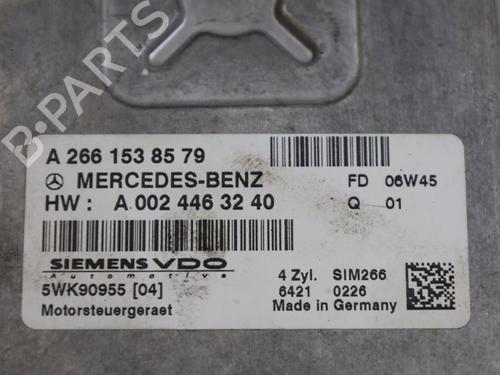 B-PARTS
A 266 153 85 79
MERCEDES-BENZ FD 06W45
HW : A 002 446 32 40 Q 01
SIEMENS VDO
Automotive
4 Zyl. SIM266
5WK90955 [04] 6421 0226
Motorsteuergeraet Made in Germany